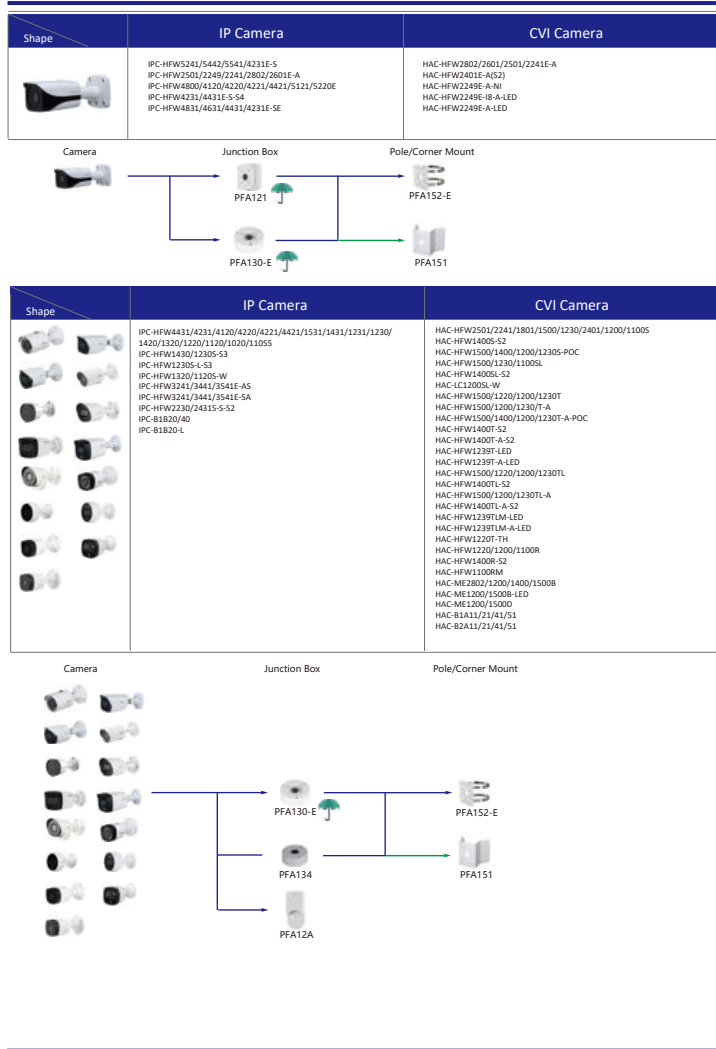 Shape
IP Camera
CVI Camera
IPC-HFW5241/5442/5541/4231E-S
IPC-HFW2501/2249/2241/2802/2601E-A
IPC-HFW4800/4120/4220/4221/4421/5121/5220E
IPC-HFW4231/4431E-S-S4
IPC-HFW4831/4631/4431/4231E-SE
HAC-HFW2802/2601/2501/2241E-A
HAC-HFW2401E-A(S2)
HAC-HFW2249E-A-NI
HAC-HFW2249E-I8-A-LED
HAC-HFW2249E-A-LED
Camera
Junction Box
Pole/Corner Mount
PFA121
PFA152-E
PFA130-E
PFA151
Shape
IP Camera
CVI Camera
IPC-HFW4431/4231/4120/4220/4221/4421/1531/1431/1231/1230/
1420/1320/1220/1120/1020/1105S
IPC-HFW1430/1230S-S3
IPC-HFW1230S-L-S3
IPC-HFW1320/1120S-W
IPC-HFW3241/3441/3541E-AS
IPC-HFW3241/3441/3541E-SA
IPC-HFW2230/2431S-S-S2
IPC-B1B20/40
IPC-B1B20-L
HAC-HFW2501/2241/1801/1500/1230/2401/1200/1100S
HAC-HFW1400S-S2
HAC-HFW1500/1400/1200/1230S-POC
HAC-HFW1500/1230/1100SL
HAC-HFW1400SL-S2
HAC-LC1200SL-W
HAC-HFW1500/1220/1200/1230T
HAC-HFW1500/1200/1230/T-A
HAC-HFW1500/1400/1200/1230T-A-POC
HAC-HFW1400T-S2
HAC-HFW1400T-A-S2
HAC-HFW1239T-LED
HAC-HFW1239T-A-LED
HAC-HFW1500/1220/1200/1230TL
HAC-HFW1400TL-S2
HAC-HFW1500/1200/1230TL-A
HAC-HFW1400TL-A-S2
HAC-HFW1239TLM-LED
HAC-HFW1239TLM-A-LED
HAC-HFW1220T-TH
HAC-HFW1220/1200/1100R
HAC-HFW1400R-S2
HAC-HFW1100RM
HAC-ME2802/1200/1400/1500B
HAC-ME1200/1500B-LED
HAC-ME1200/1500D
HAC-B1A11/21/41/51
HAC-B2A11/21/41/51
Camera
Junction Box
Pole/Corner Mount
PFA130-E
PFA152-E
PFA134
PFA151
PFA12A